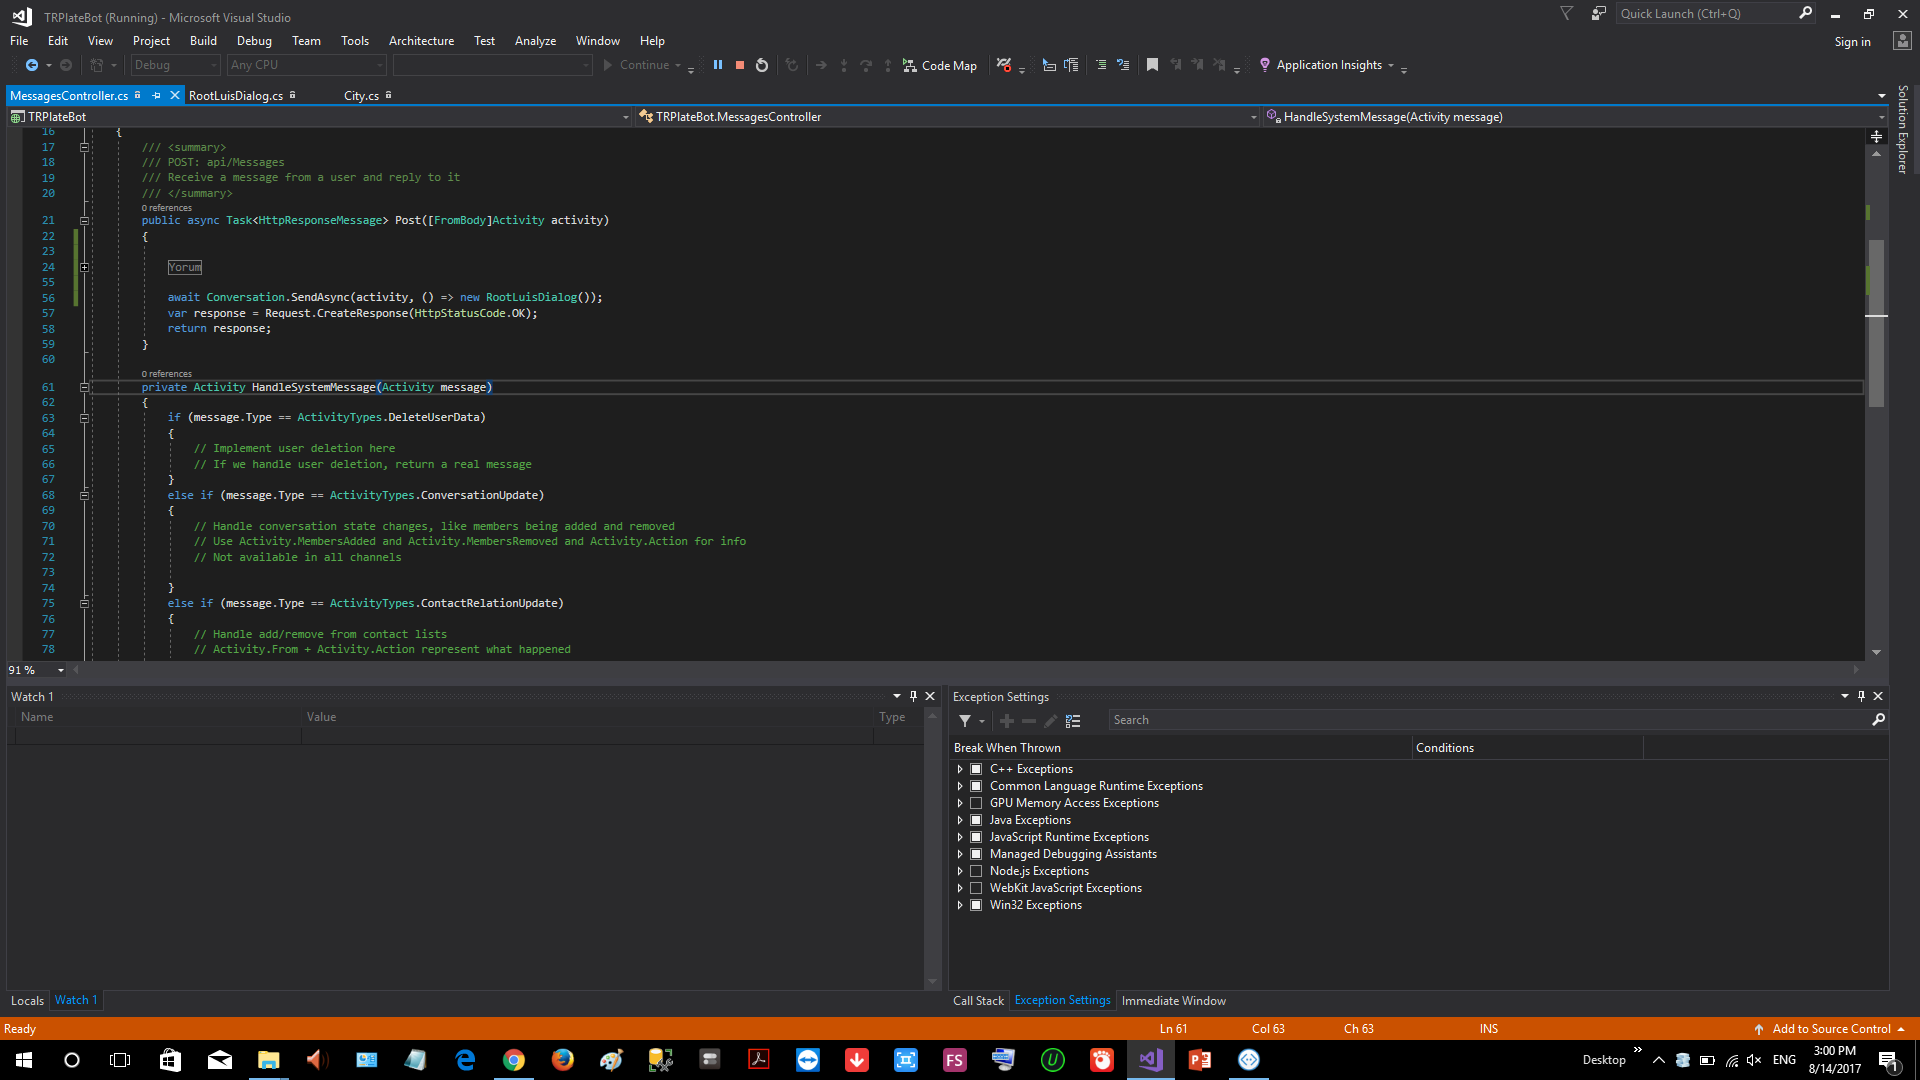 TRPlateBot (Running) - Microsoft Visual Studio
Quick Launch (Ctrl+Q)
File Edit View Project Build Debug Team Tools Architecture Test Analyze Window Help
Sign in
Debug Any CPU Continue Code Map Application Insights
MessagesController.cs RootLuisDialog.cs City.cs
TRPlateBot TRPlateBot.MessagesController HandleSystemMessage(Activity message)
Solution Explorer
16 {
17 /// <summary>
18 /// POST: api/Messages
19 /// Receive a message from a user and reply to it
20 /// </summary>
0 references
21 public async Task<HttpResponseMessage> Post([FromBody]Activity activity)
22 {
23
24 Yorum
55
56 await Conversation.SendAsync(activity, () => new RootLuisDialog());
57 var response = Request.CreateResponse(HttpStatusCode.OK);
58 return response;
59 }
60
0 references
61 private Activity HandleSystemMessage(Activity message)
62 {
63 if (message.Type == ActivityTypes.DeleteUserData)
64 {
65 // Implement user deletion here
66 // If we handle user deletion, return a real message
67 }
68 else if (message.Type == ActivityTypes.ConversationUpdate)
69 {
70 // Handle conversation state changes, like members being added and removed
71 // Use Activity.MembersAdded and Activity.MembersRemoved and Activity.Action for info
72 // Not available in all channels
73
74 }
75 else if (message.Type == ActivityTypes.ContactRelationUpdate)
76 {
77 // Handle add/remove from contact lists
78 // Activity.From + Activity.Action represent what happened
91 %
Watch 1
Name Value Type
Locals Watch 1
Exception Settings
Search
Break When Thrown Conditions
C++ Exceptions
Common Language Runtime Exceptions
GPU Memory Access Exceptions
Java Exceptions
JavaScript Runtime Exceptions
Managed Debugging Assistants
Node.js Exceptions
WebKit JavaScript Exceptions
Win32 Exceptions
Call Stack Exception Settings Immediate Window
Ready Ln 61 Col 63 Ch 63 INS Add to Source Control
FS
Desktop ENG 3:00 PM
8/14/2017
1